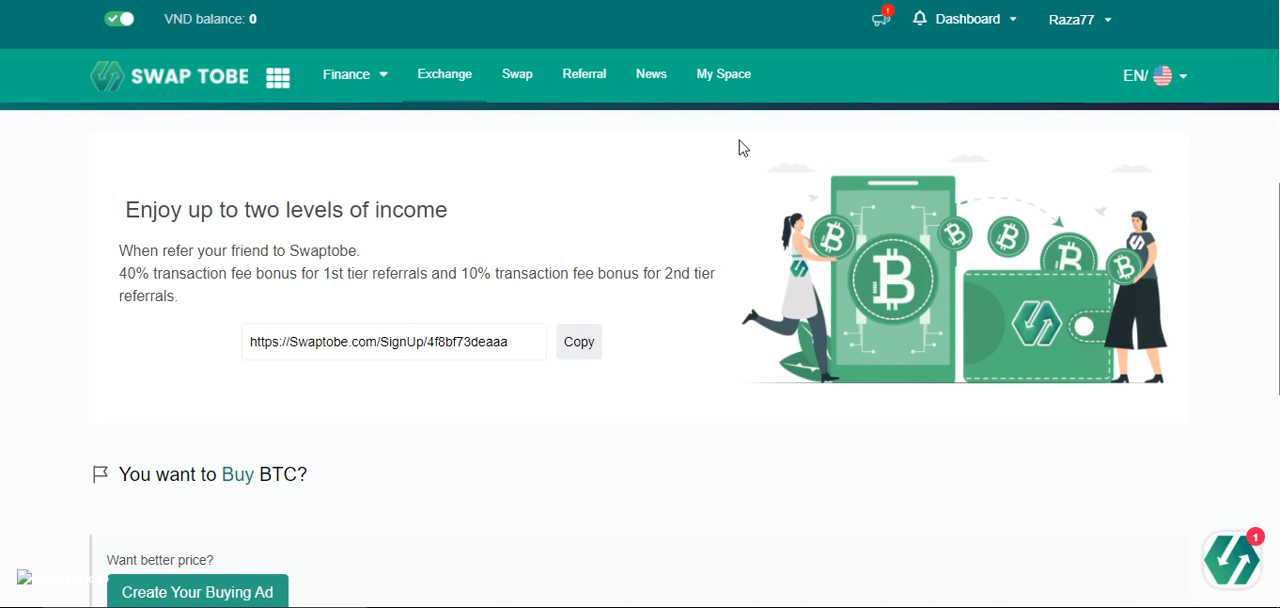 VND balance: 0
!
Dashboard
Raza77
SWAP TOBE
Finance
Exchange
Swap
Referral
News
My Space
EN/
Enjoy up to two levels of income
When refer your friend to Swaptobe.
40% transaction fee bonus for 1st tier referrals and 10% transaction fee bonus for 2nd tier
referrals.
https://Swaptobe.com/SignUp/4f8bf73deaaa
Copy
You want to Buy BTC?
Want better price?
Create Your Buying Ad
1